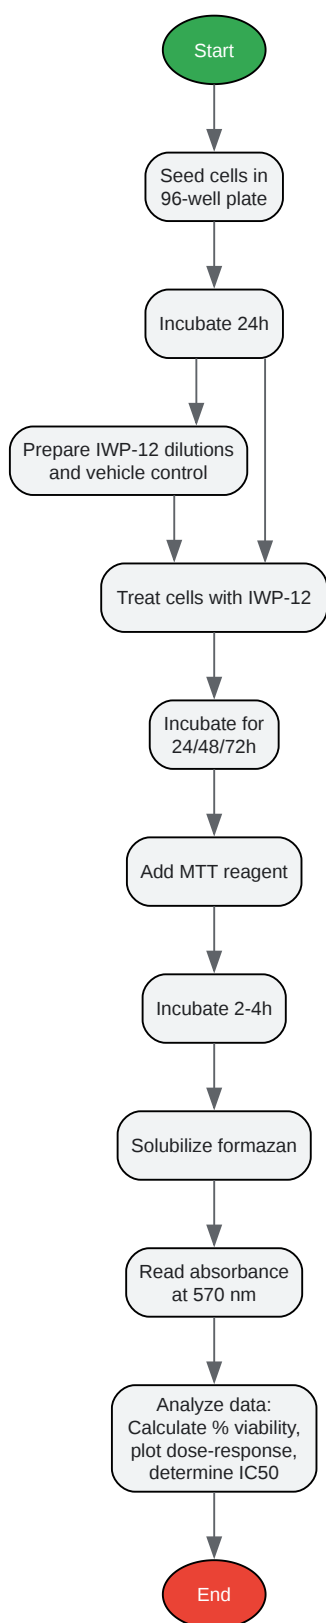 Start
Seed cells in
96-well plate
Incubate 24h
Prepare IWP-12 dilutions
and vehicle control
Treat cells with IWP-12
Incubate for
24/48/72h
Add MTT reagent
Incubate 2-4h
Solubilize formazan
Read absorbance
at 570 nm
Analyze data:
Calculate % viability,
plot dose-response,
determine IC50
End